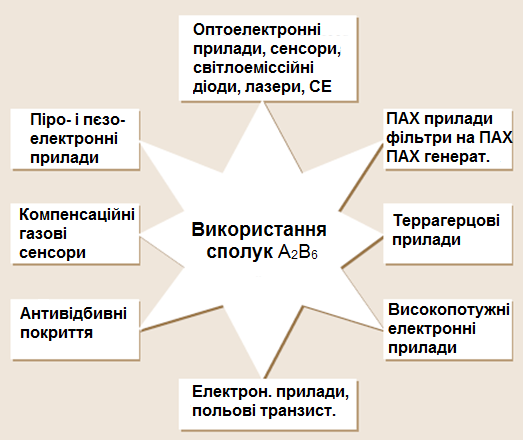 Оптоелектронні
прилади, сенсори,
світлоеміссійні
діоди, лазери, СЕ
Піро- і пєзо-
електронні
прилади
ПАХ прилади
фільтри на ПАХ
ПАХ генерат.
Компенсаційні
газові
сенсори
Використання
сполук A₂B₆
Террагерцові
прилади
Антивідбивні
покриття
Високопотужні
електронні
прилади
Електрон. прилади,
польові транзист.